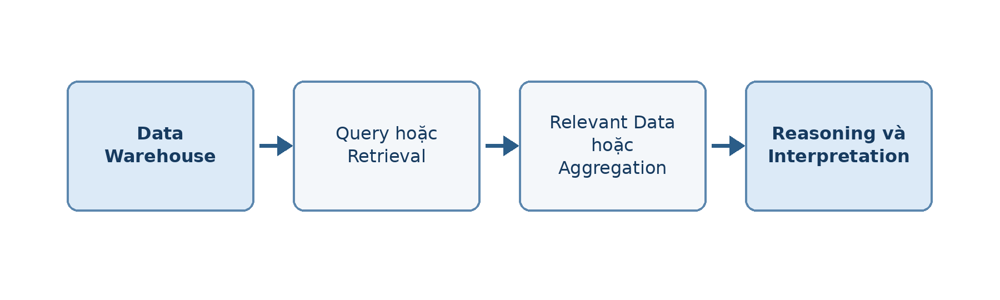 Data
Warehouse
Query hoặc
Retrieval
Relevant Data
hoặc
Aggregation
Reasoning và
Interpretation